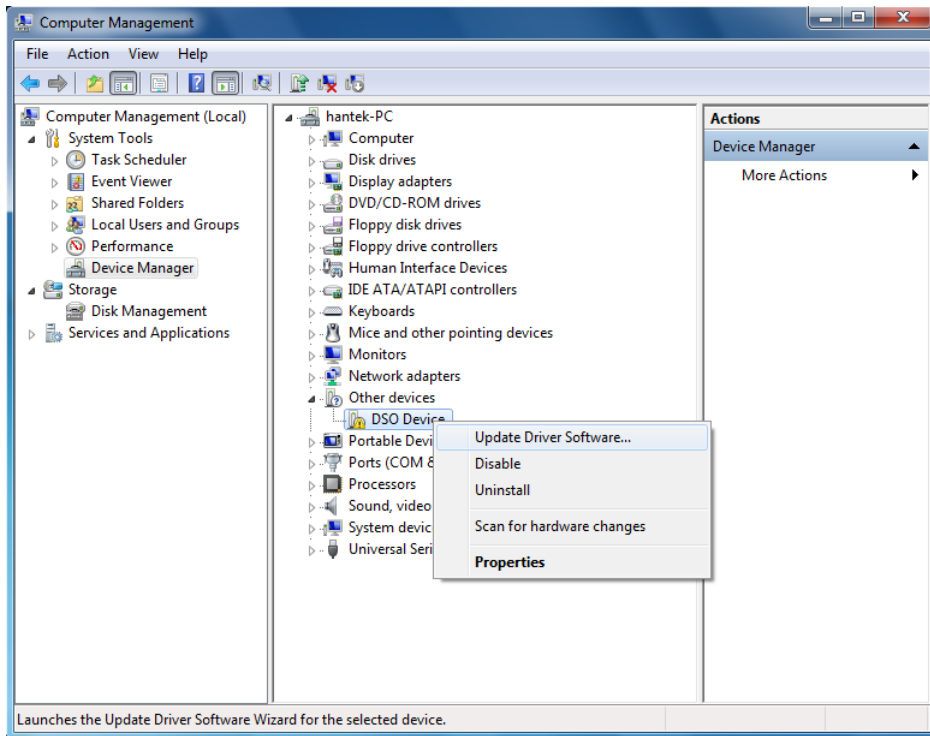 Computer Management
File Action View Help
Computer Management (Local)
System Tools
Task Scheduler
Event Viewer
Shared Folders
Local Users and Groups
Performance
Device Manager
Storage
Disk Management
Services and Applications
hantek-PC
Computer
Disk drives
Display adapters
DVD/CD-ROM drives
Floppy disk drives
Floppy drive controllers
Human Interface Devices
IDE ATA/ATAPI controllers
Keyboards
Mice and other pointing devices
Monitors
Network adapters
Other devices
DSO Device
Portable Devi
Ports (COM &
Processors
Sound, video
System devic
Universal Seri
Update Driver Software...
Disable
Uninstall
Scan for hardware changes
Properties
Actions
Device Manager
More Actions
Launches the Update Driver Software Wizard for the selected device.